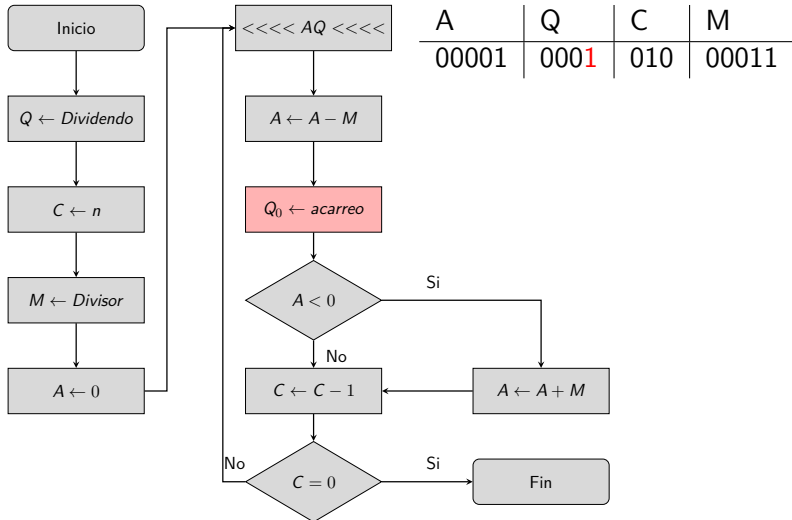 Inicio
Q ← Dividendo
C ← n
M ← Divisor
A ← 0
<<<< AQ <<<<
A ← A − M
Q₀ ← acarreo
A < 0
Si
No
C ← C − 1
A ← A + M
C = 0
No
Si
Fin
A Q C M
00001 0001 010 00011